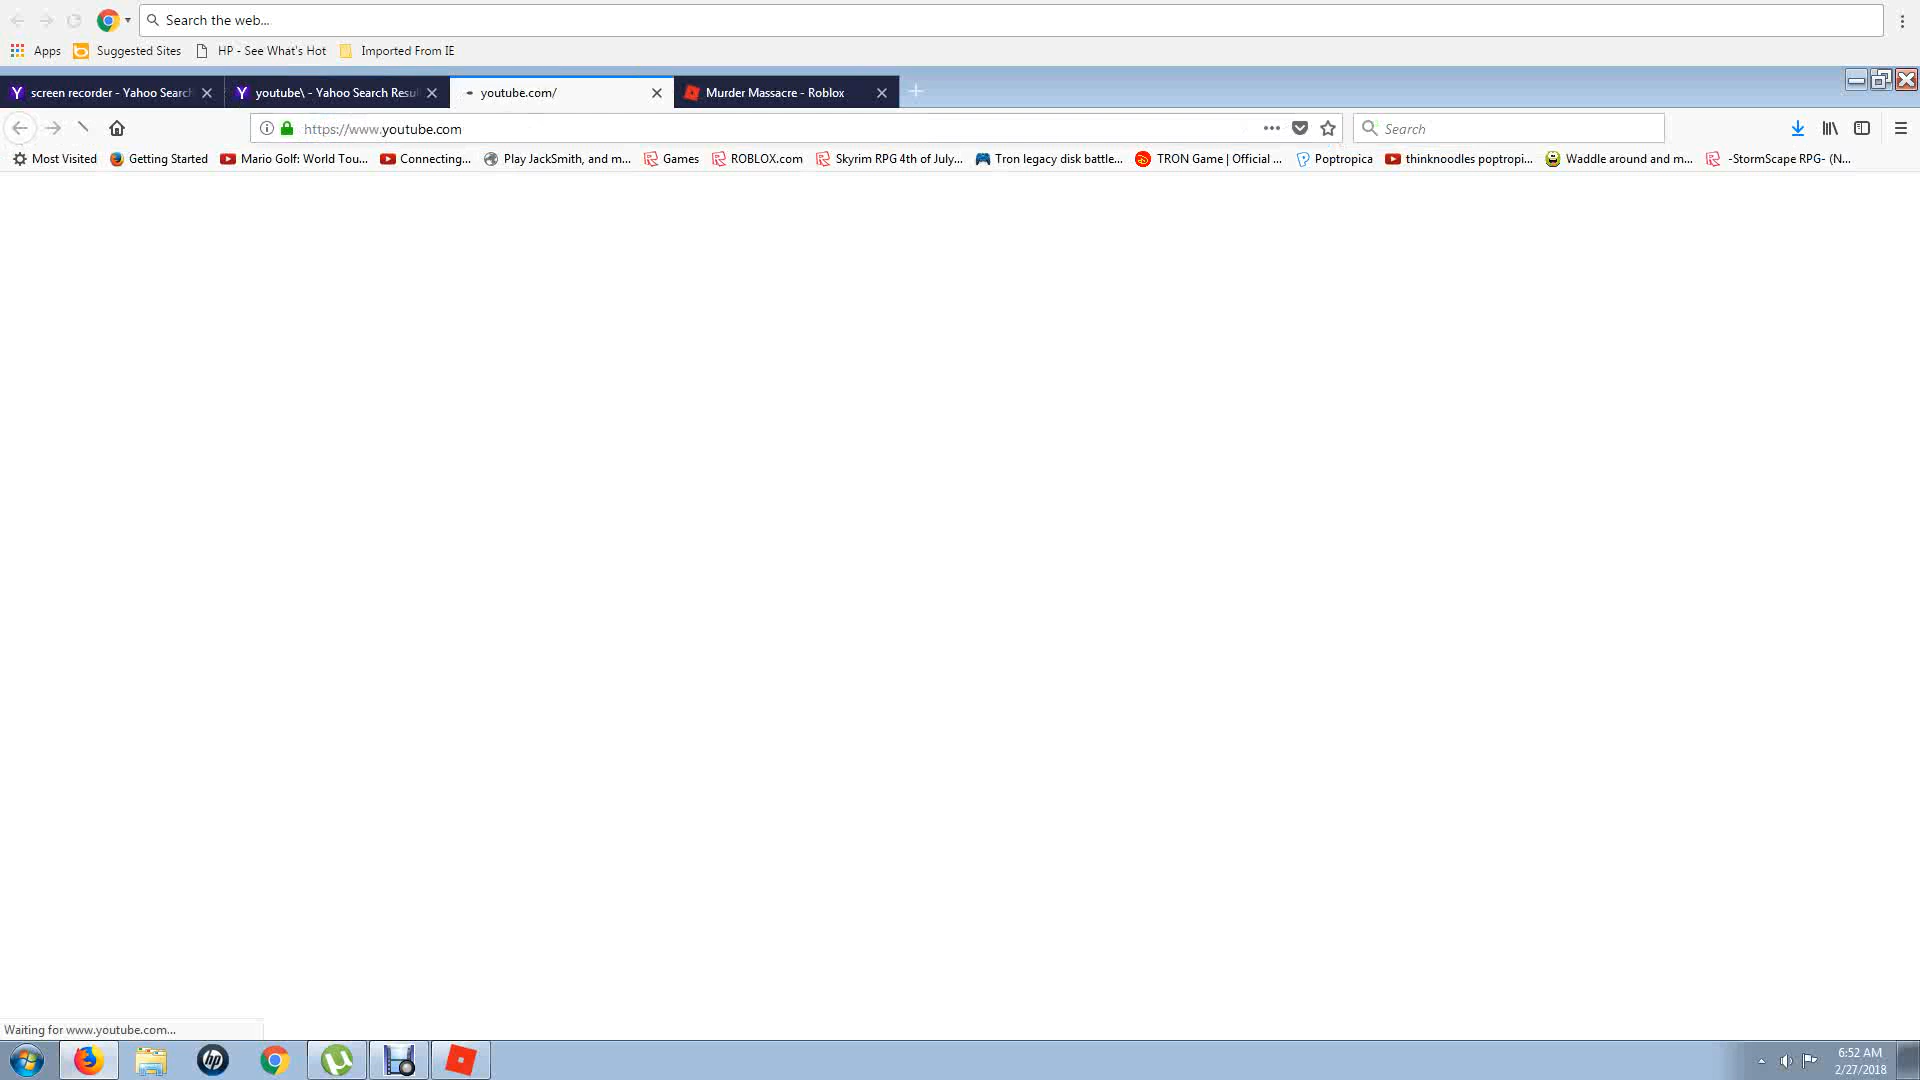 Search the web...
Apps Suggested Sites HP - See What's Hot Imported From IE
screen recorder - Yahoo Search youtube\ - Yahoo Search Resul youtube.com/ Murder Massacre - Roblox
https://www.youtube.com Search
Most Visited Getting Started Mario Golf: World Tou... Connecting... Play JackSmith, and m... Games ROBLOX.com Skyrim RPG 4th of July... Tron legacy disk battle... TRON Game | Official ... Poptropica thinknoodles poptropi... Waddle around and m... -StormScape RPG- (N...
Waiting for www.youtube.com...
hp
6:52 AM
2/27/2018